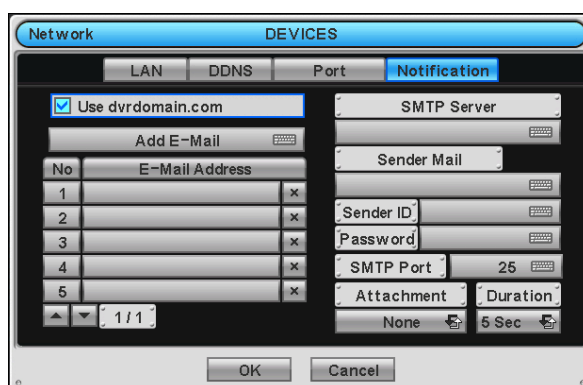 Network DEVICES
LAN DDNS Port Notification
Use dvrdomain.com
Add E-Mail
No E-Mail Address
1 ×
2 ×
3 ×
4 ×
5 ×
1/1
SMTP Server
Sender Mail
Sender ID
Password
SMTP Port 25
Attachment Duration
None 5 Sec
OK Cancel